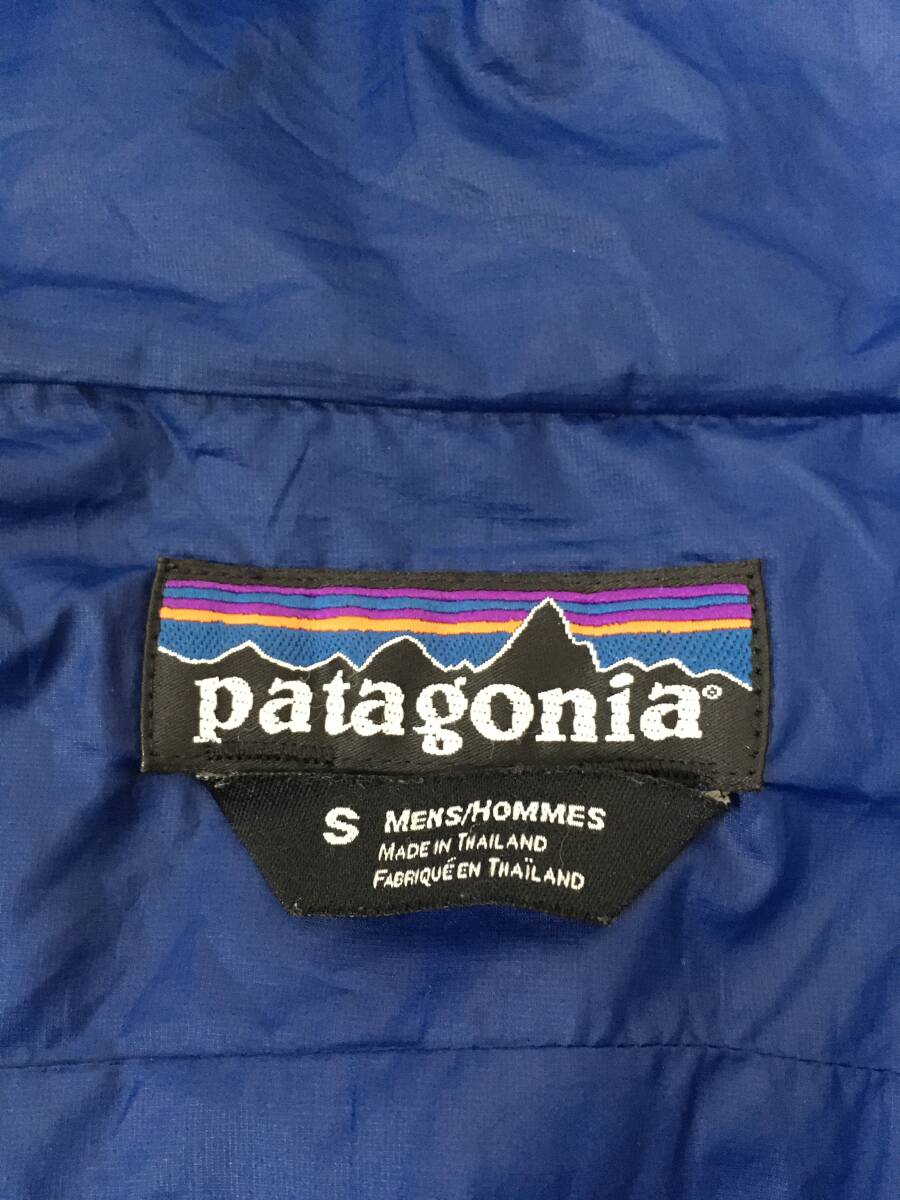 patagonia®
S MENS/HOMMES
MADE IN THAILAND
FABRIQUÉ EN THAÏLAND